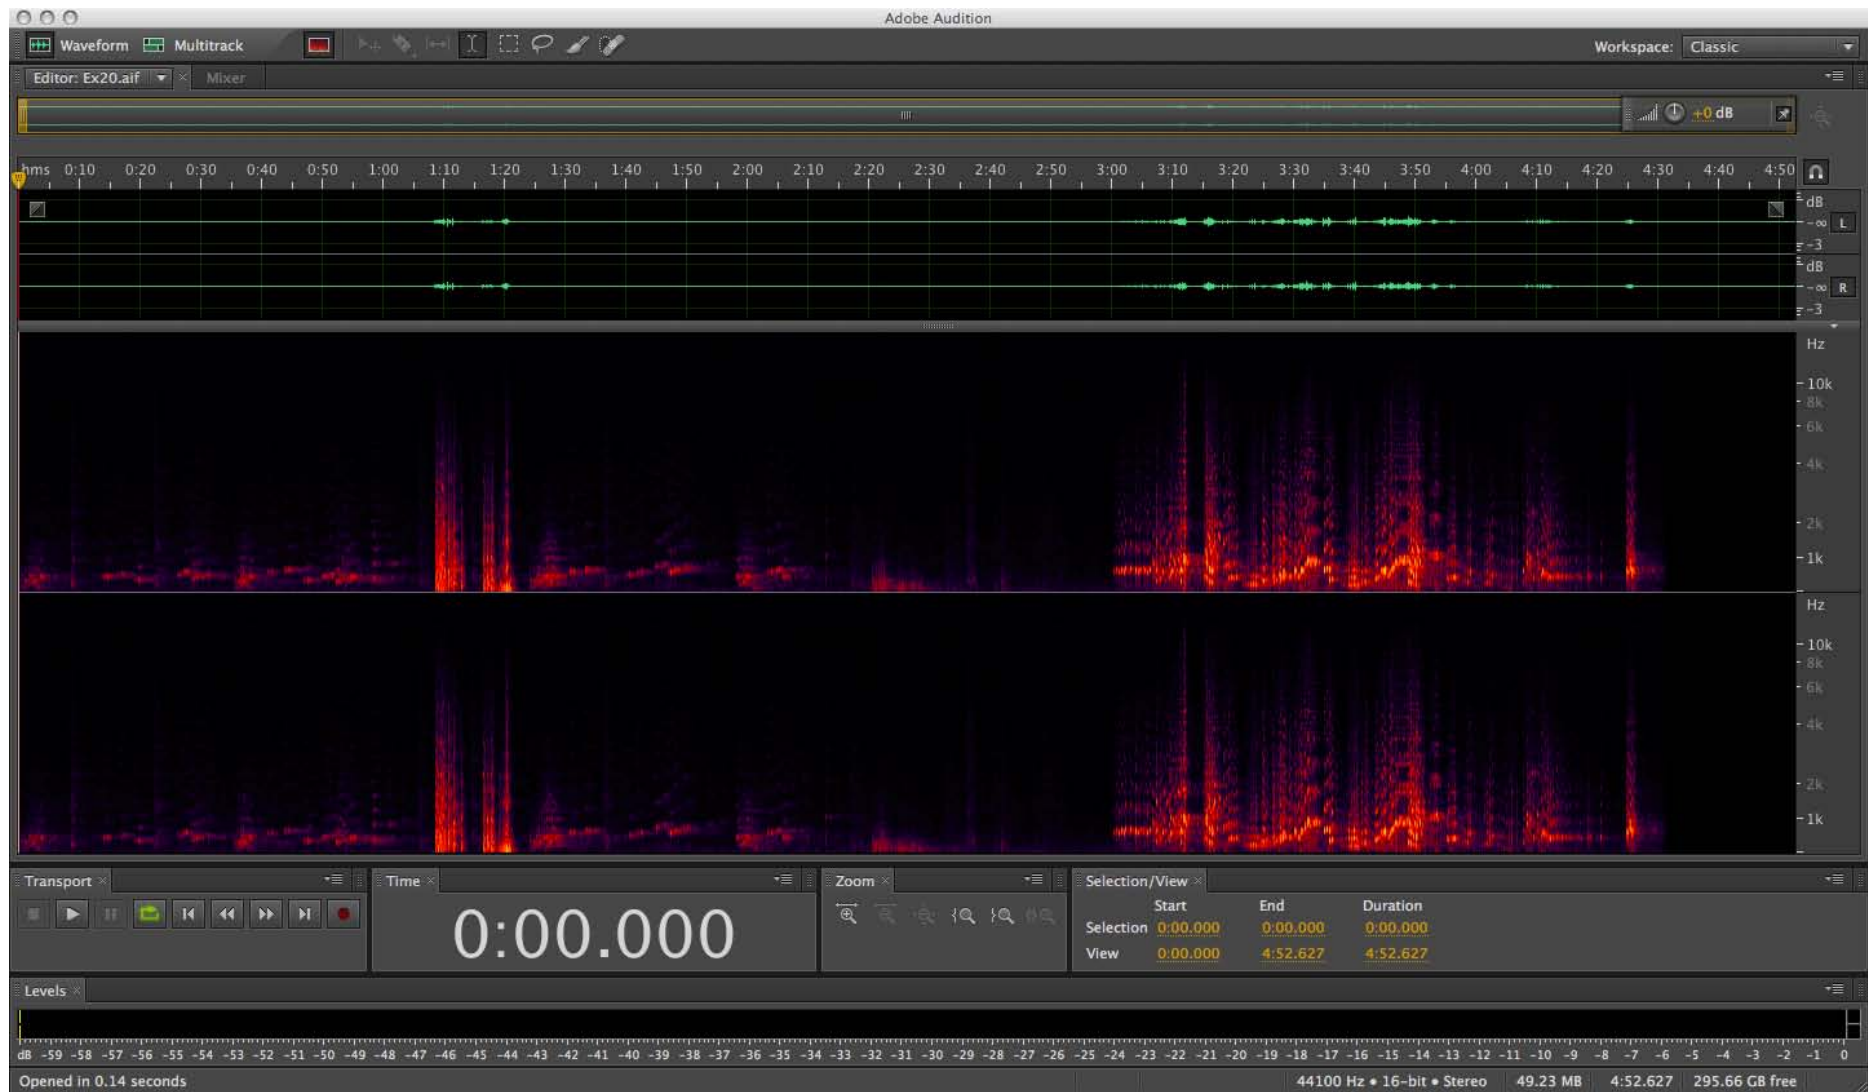 Adobe Audition
Waveform Multitrack Workspace: Classic
Editor: Ex20.aif Mixer
+0 dB
hms 0:10 0:20 0:30 0:40 0:50 1:00 1:10 1:20 1:30 1:40 1:50 2:00 2:10 2:20 2:30 2:40 2:50 3:00 3:10 3:20 3:30 3:40 3:50 4:00 4:10 4:20 4:30 4:40 4:50
dB
-∞ L
-3
dB
-∞ R
-3
Hz
10k
8k
6k
4k
2k
1k
Hz
10k
8k
6k
4k
2k
1k
Transport Time Zoom Selection/View
Start End Duration
Selection 0:00.000 0:00.000 0:00.000
View 0:00.000 4:52.627 4:52.627
0:00.000
Levels
dB -59 -58 -57 -56 -55 -54 -53 -52 -51 -50 -49 -48 -47 -46 -45 -44 -43 -42 -41 -40 -39 -38 -37 -36 -35 -34 -33 -32 -31 -30 -29 -28 -27 -26 -25 -24 -23 -22 -21 -20 -19 -18 -17 -16 -15 -14 -13 -12 -11 -10 -9 -8 -7 -6 -5 -4 -3 -2 -1 0
Opened in 0.14 seconds 44100 Hz • 16-bit • Stereo 49.23 MB 4:52.627 295.66 GB free